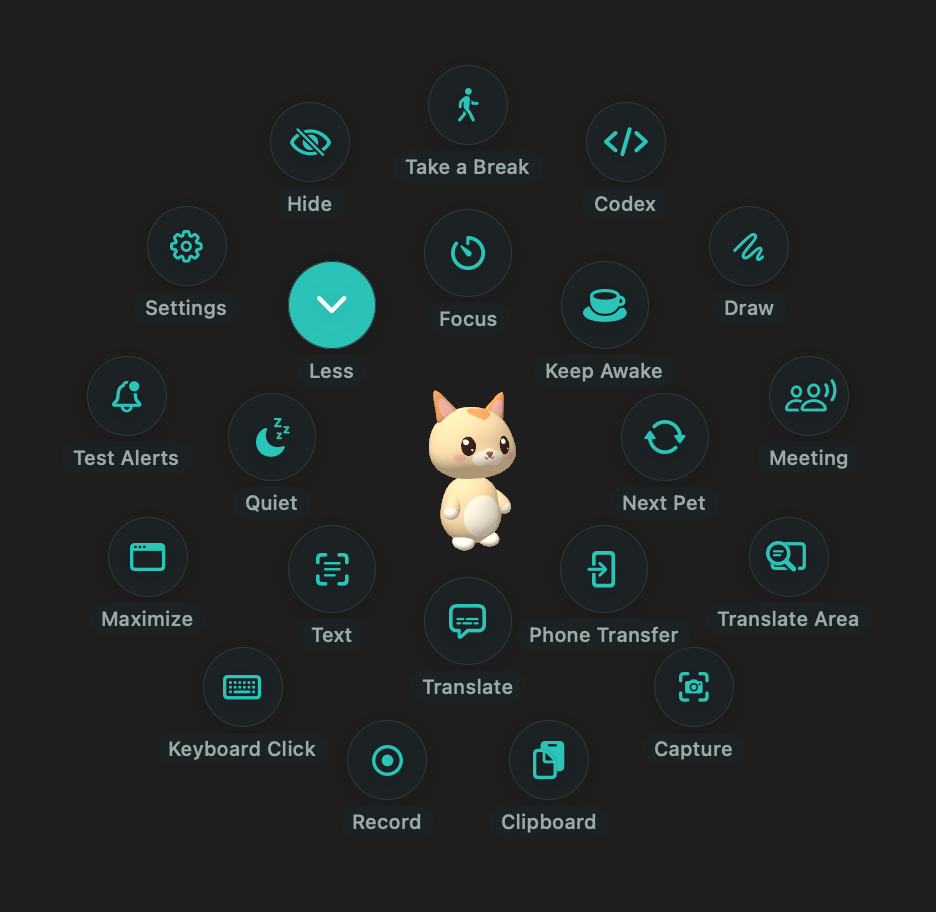 Take a Break
Hide
Codex
Settings
Focus
Draw
Less
Keep Awake
Test Alerts
Meeting
Quiet
Next Pet
Maximize
Text
Phone Transfer
Translate Area
Translate
Keyboard Click
Capture
Record
Clipboard